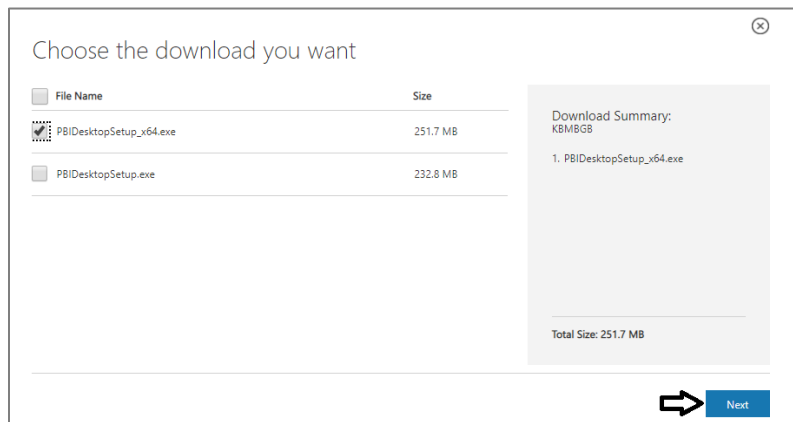 Choose the download you want
File Name Size
PBIDesktopSetup_x64.exe 251.7 MB
PBIDesktopSetup.exe 232.8 MB
Download Summary:
KBMBGB
1. PBIDesktopSetup_x64.exe
Total Size: 251.7 MB
Next